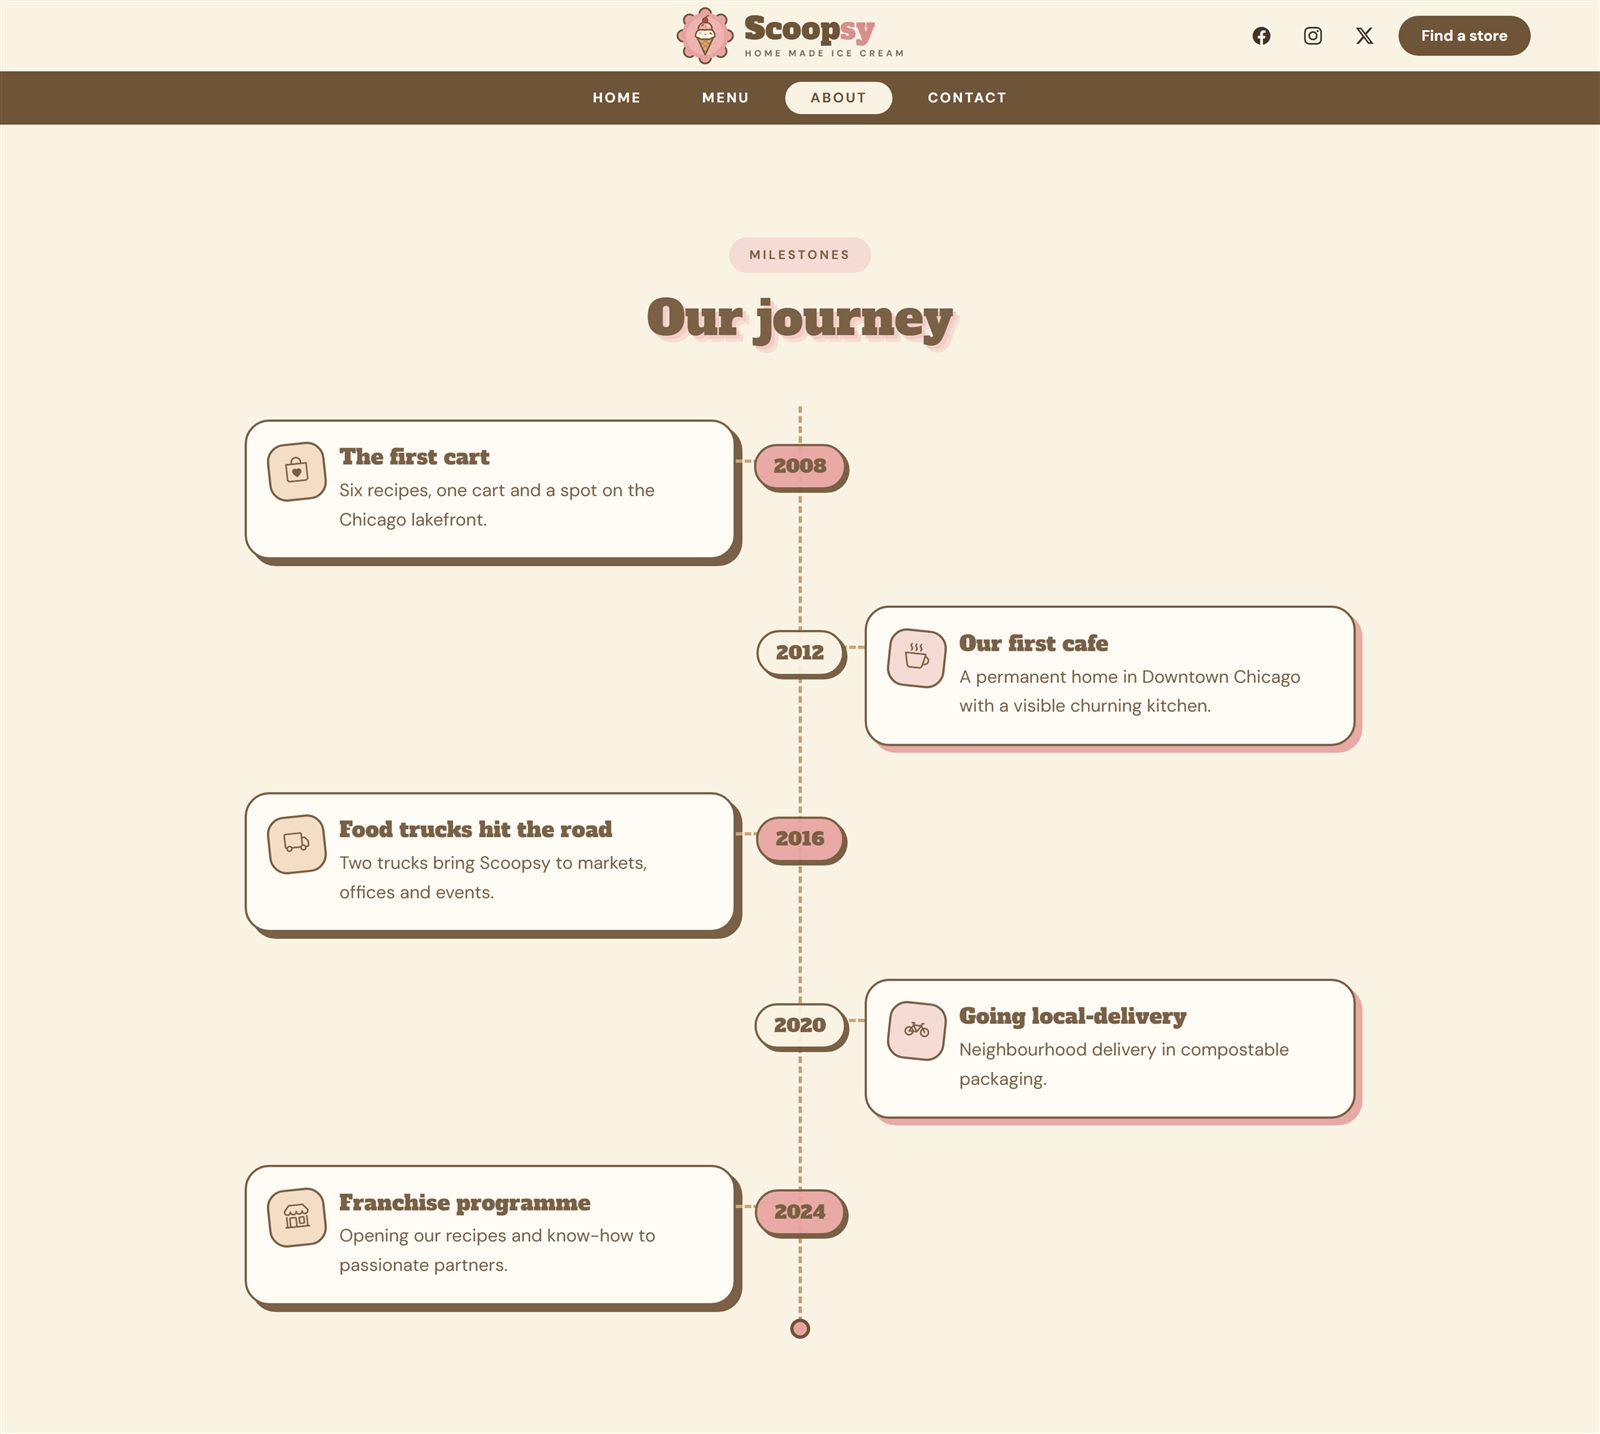 Scoopsy
HOME MADE ICE CREAM
Find a store
HOME
MENU
ABOUT
CONTACT
MILESTONES
Our journey
The first cart
Six recipes, one cart and a spot on the
Chicago lakefront.
2008
2012
Our first cafe
A permanent home in Downtown Chicago
with a visible churning kitchen.
Food trucks hit the road
Two trucks bring Scoopsy to markets,
offices and events.
2016
2020
Going local-delivery
Neighbourhood delivery in compostable
packaging.
Franchise programme
Opening our recipes and know-how to
passionate partners.
2024